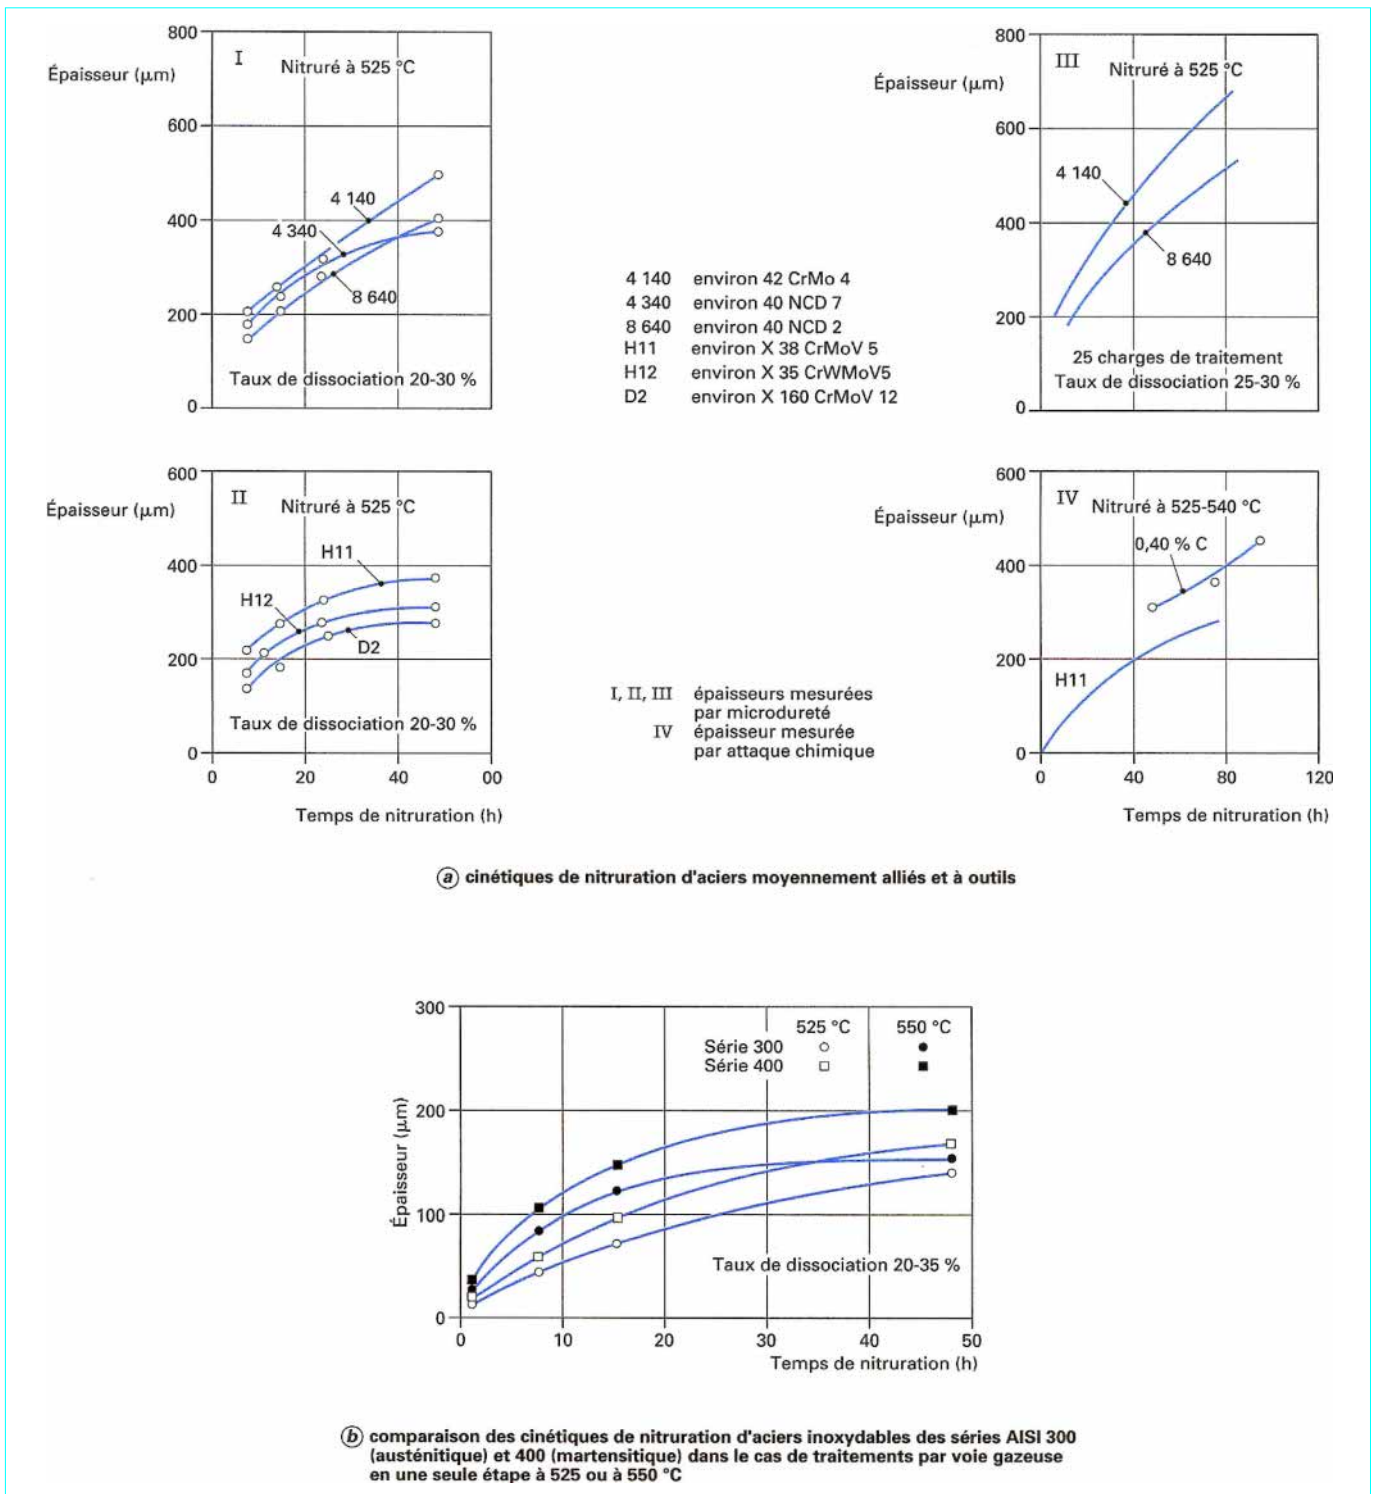 800
I
Nitruré à 525 °C
Épaisseur (μm)
600
4 140
400
4 340
8 640
200
Taux de dissociation 20-30 %
0
4 140 environ 42 CrMo 4
4 340 environ 40 NCD 7
8 640 environ 40 NCD 2
H11 environ X 38 CrMoV 5
H12 environ X 35 CrWMoV5
D2 environ X 160 CrMoV 12
800
III
Nitruré à 525 °C
Épaisseur (μm)
600
4 140
400
8 640
200
25 charges de traitement
Taux de dissociation 25-30 %
0
600
II
Nitruré à 525 °C
Épaisseur (μm)
H11
400
H12
D2
200
Taux de dissociation 20-30 %
0
0 20 40 00
Temps de nitruration (h)
I, II, III épaisseurs mesurées
par microdureté
IV épaisseur mesurée
par attaque chimique
600
IV
Nitruré à 525-540 °C
Épaisseur (μm)
0,40 % C
400
200
H11
0
0 40 80 120
Temps de nitruration (h)
a cinétiques de nitruration d'aciers moyennement alliés et à outils
300
525 °C 550 °C
Série 300
Série 400
200
Épaisseur (μm)
100
Taux de dissociation 20-35 %
0
0 10 20 30 40 50
Temps de nitruration (h)
b comparaison des cinétiques de nitruration d'aciers inoxydables des séries AISI 300
(austénitique) et 400 (martensitique) dans le cas de traitements par voie gazeuse
en une seule étape à 525 ou à 550 °C